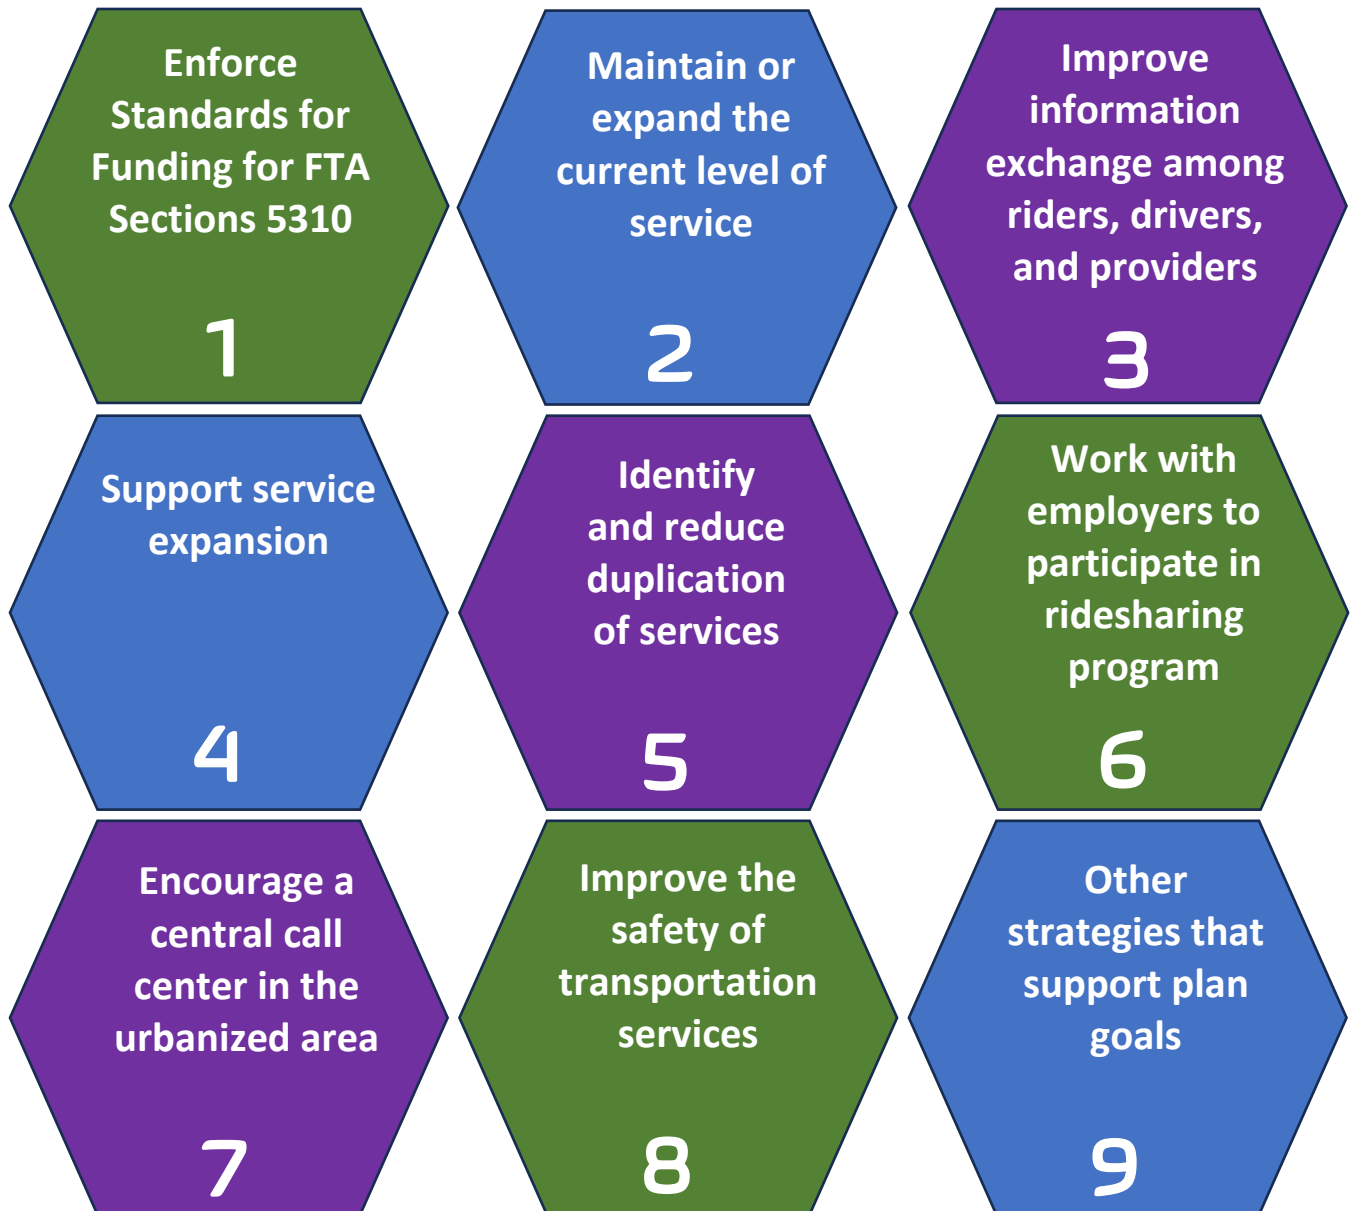 Enforce
Standards for
Funding for FTA
Sections 5310
1
Maintain or
expand the
current level of
service
2
Improve
information
exchange among
riders, drivers,
and providers
3
Support service
expansion
4
Identify
and reduce
duplication
of services
5
Work with
employers to
participate in
ridesharing
program
6
Encourage a
central call
center in the
urbanized area
7
Improve the
safety of
transportation
services
8
Other
strategies that
support plan
goals
9